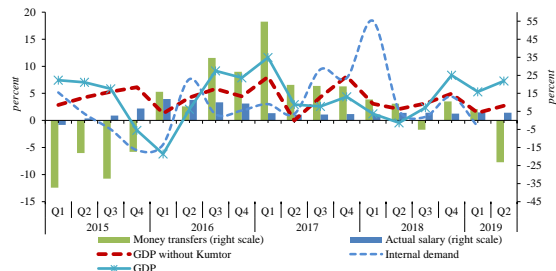 20 55
15 45
10 35
5 25
0 15
-5 5
-10 -5
-15 -15
-25
-35
-45
percent
percent
Q1 Q2 Q3 Q4 Q1 Q2 Q3 Q4 Q1 Q2 Q3 Q4 Q1 Q2 Q3 Q4 Q1 Q2
2015 2016 2017 2018 2019
Money transfers (right scale) Actual salary (right scale)
GDP without Kumtor Internal demand
GDP